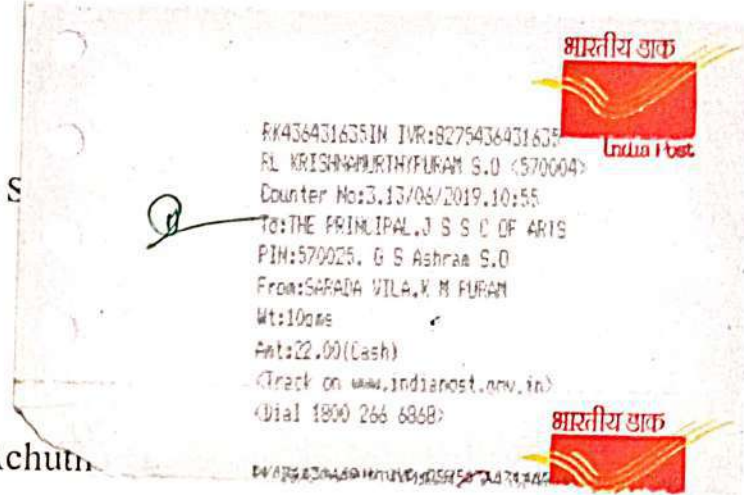 भारतीय डाक
India Post
RK436431635IN IVR:8275436431635
RL KRISHNAMURTHYPURAM S.O <570004>
Counter No:3,13/06/2019,10:55
To:THE PRINCIPAL,J S S C OF ARTS
PIN:570025, G S Ashram S.O
From:SARADA VILA,K M PURAM
Wt:10gms
Amt:22.00(Cash)
<Track on www.indiapost.gov.in>
<Dial 1800 266 6868>
भारतीय डाक